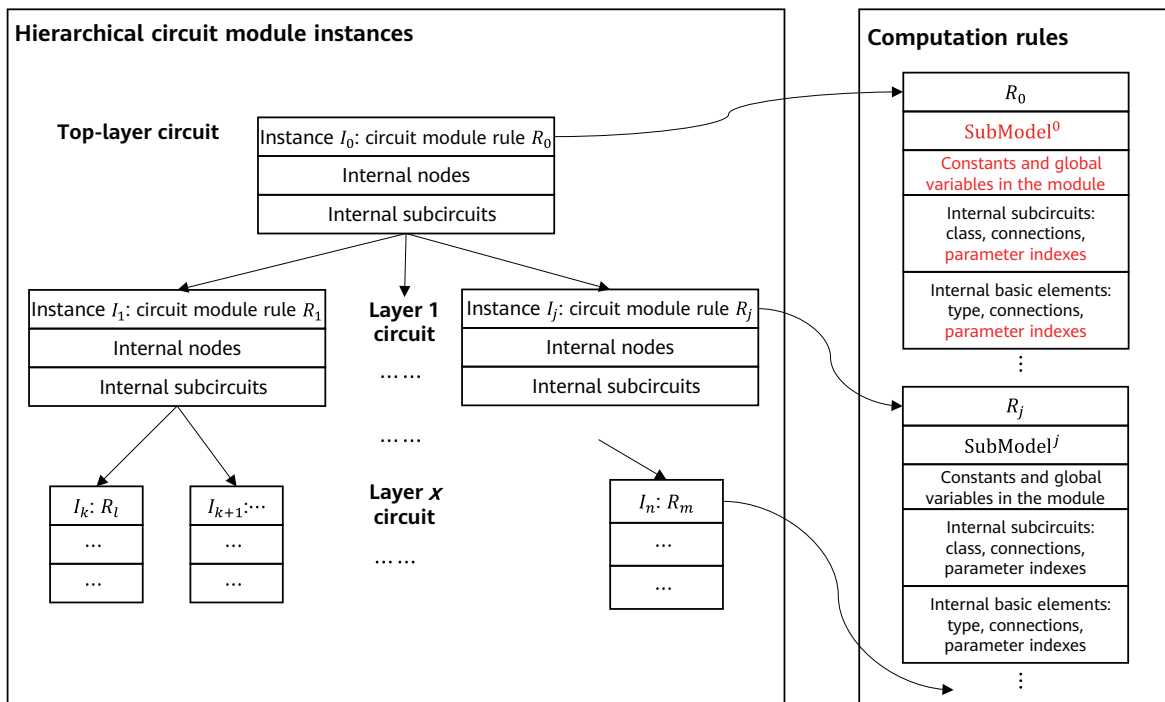 Hierarchical circuit module instances
Top-layer circuit
Instance I₀: circuit module rule R₀
Internal nodes
Internal subcircuits
Instance I₁: circuit module rule R₁
Internal nodes
Internal subcircuits
Layer 1
circuit
... ...
Instance Iⱼ: circuit module rule Rⱼ
Internal nodes
Internal subcircuits
... ...
Iₖ: Rₗ
...
...
Iₖ₊₁:⋯
...
...
Layer x
circuit
... ...
Iₙ: Rₘ
...
...
Computation rules
R₀
SubModel⁰
Constants and global
variables in the module
Internal subcircuits:
class, connections,
parameter indexes
Internal basic elements:
type, connections,
parameter indexes
⋮
Rⱼ
SubModelʲ
Constants and global
variables in the module
Internal subcircuits:
class, connections,
parameter indexes
Internal basic elements:
type, connections,
parameter indexes
⋮